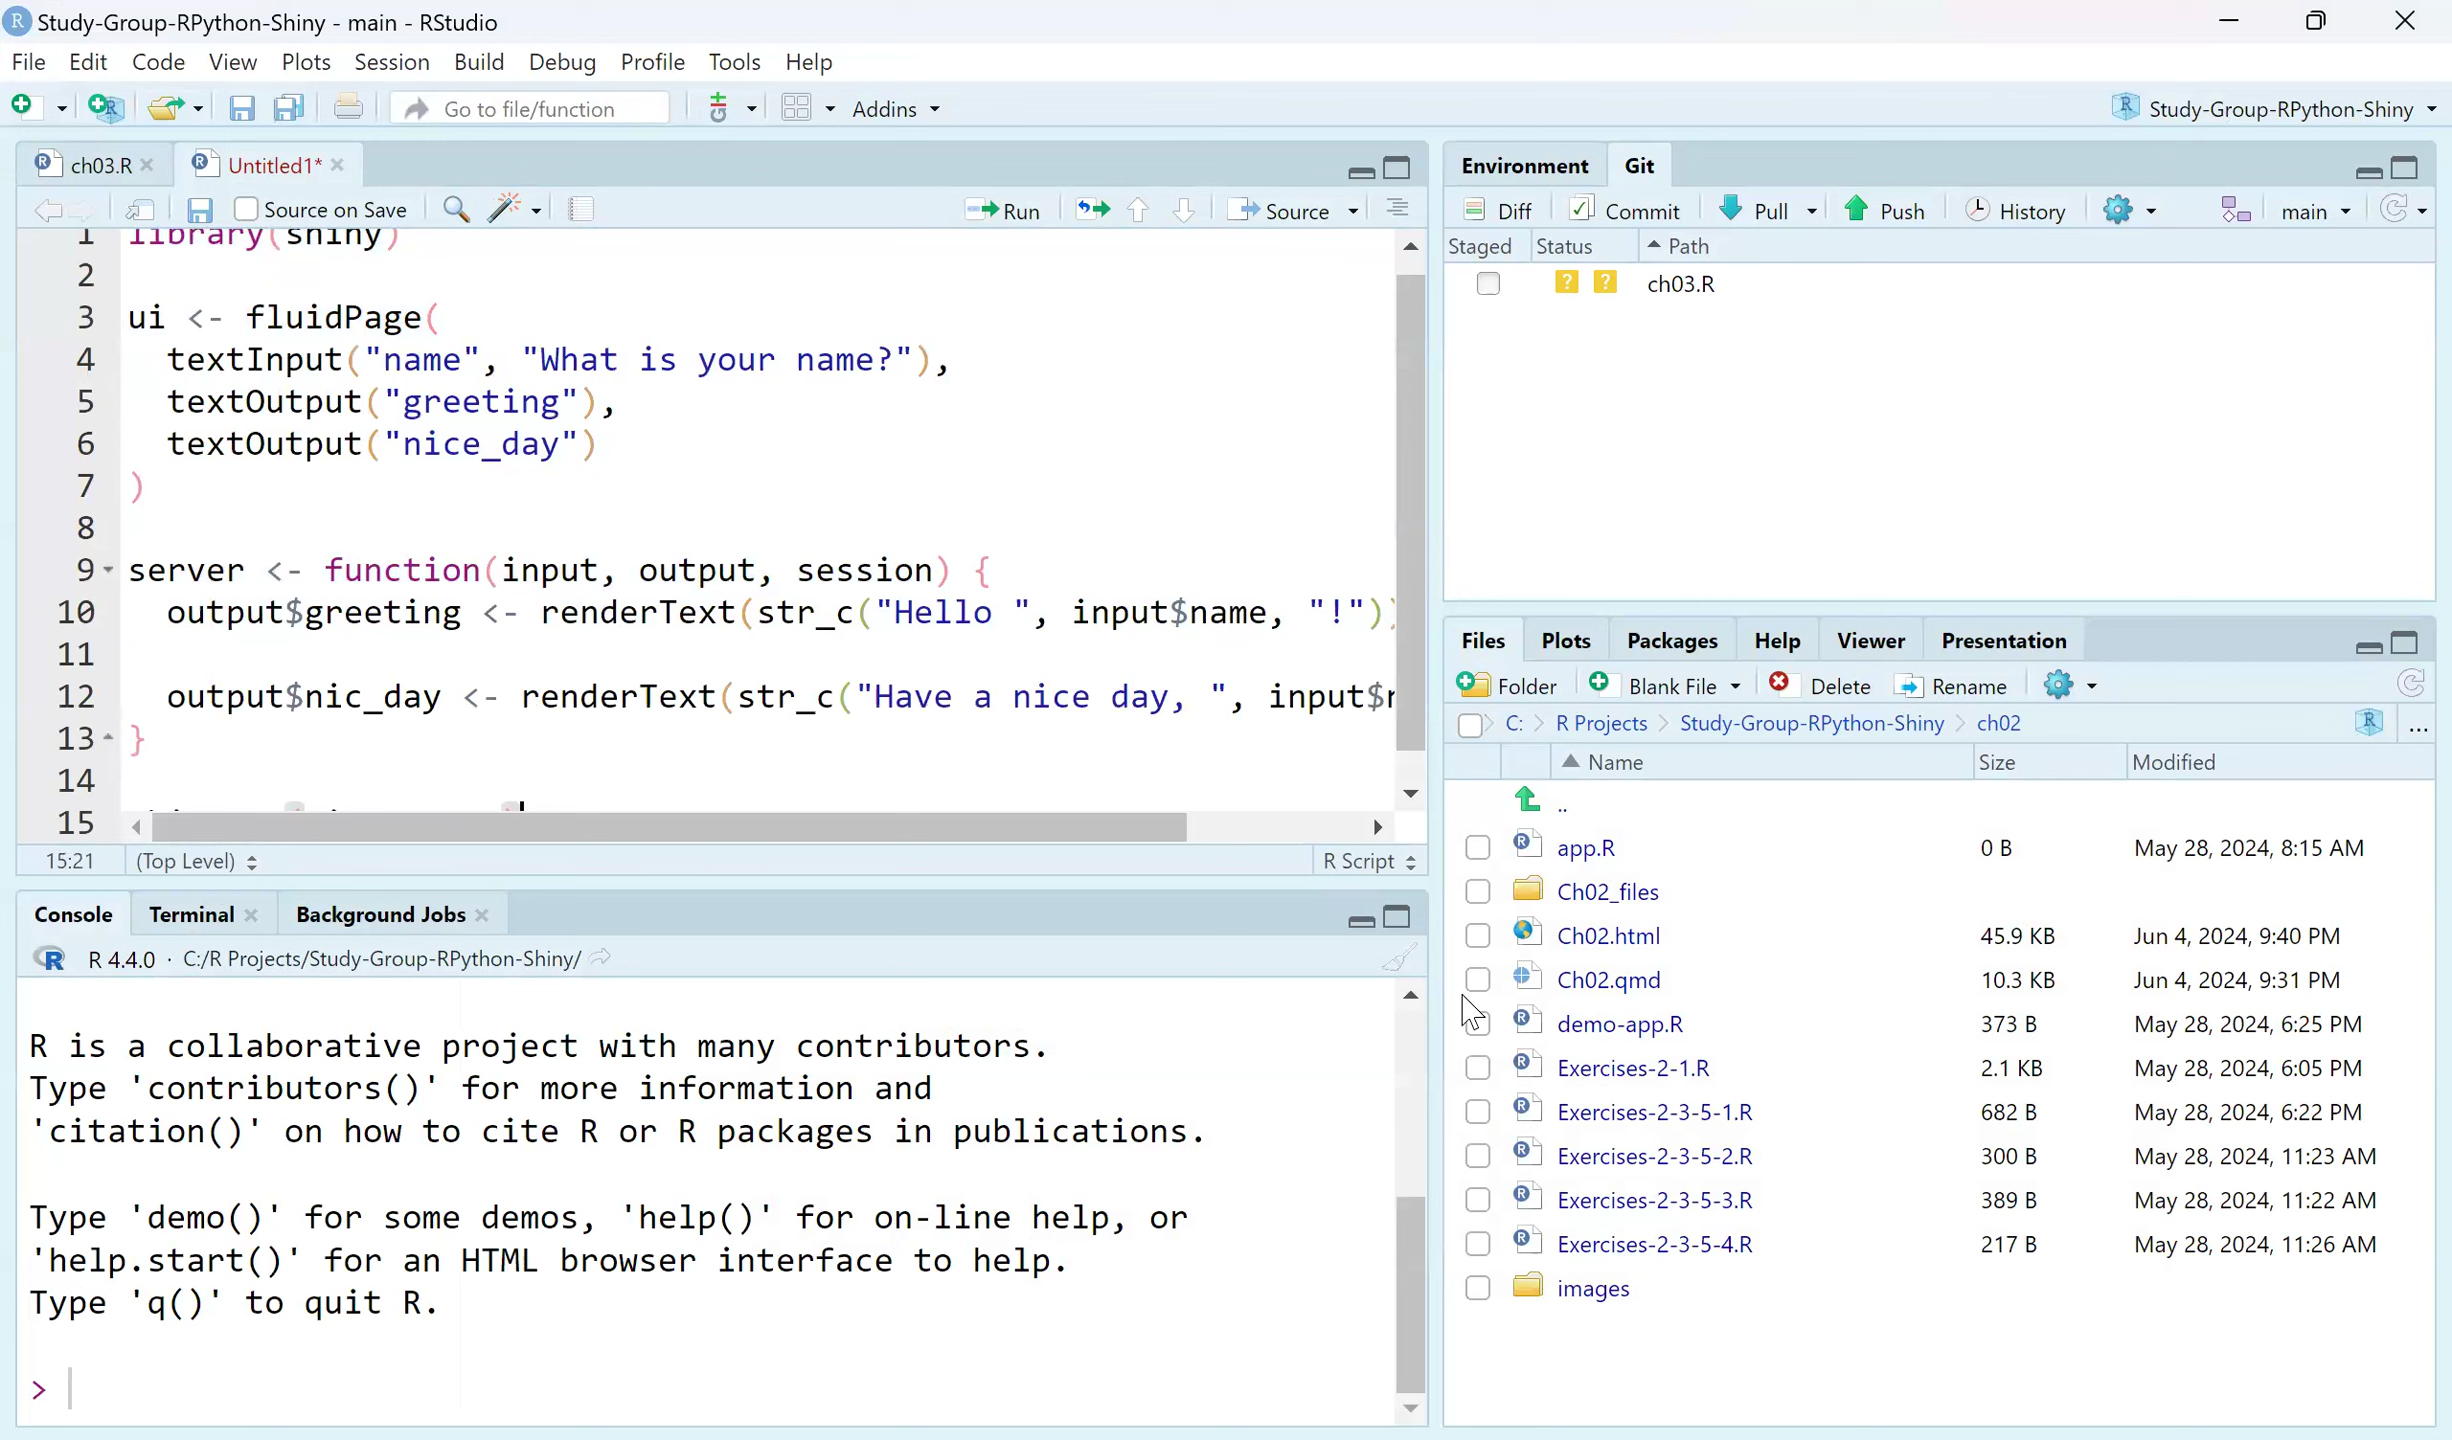 Study-Group-RPython-Shiny - main - RStudio
File Edit Code View Plots Session Build Debug Profile Tools Help
Go to file/function Addins Study-Group-RPython-Shiny
ch03.R Untitled1*
Source on Save Run Source
1 library(shiny)
2
3 ui <- fluidPage(
4 textInput("name", "What is your name?"),
5 textOutput("greeting"),
6 textOutput("nice_day")
7 )
8
9 server <- function(input, output, session) {
10 output$greeting <- renderText(str_c("Hello ", input$name, "!"))
11
12 output$nic_day <- renderText(str_c("Have a nice day, ", input$
13 }
14
15
15:21 (Top Level) R Script
Console Terminal Background Jobs
R 4.4.0 · C:/R Projects/Study-Group-RPython-Shiny/
R is a collaborative project with many contributors.
Type 'contributors()' for more information and
'citation()' on how to cite R or R packages in publications.
Type 'demo()' for some demos, 'help()' for on-line help, or
'help.start()' for an HTML browser interface to help.
Type 'q()' to quit R.
>
Environment Git
Diff Commit Pull Push History main
Staged Status Path
? ? ch03.R
Files Plots Packages Help Viewer Presentation
Folder Blank File Delete Rename
C: R Projects Study-Group-RPython-Shiny ch02 ...
Name Size Modified
..
app.R 0 B May 28, 2024, 8:15 AM
Ch02_files
Ch02.html 45.9 KB Jun 4, 2024, 9:40 PM
Ch02.qmd 10.3 KB Jun 4, 2024, 9:31 PM
demo-app.R 373 B May 28, 2024, 6:25 PM
Exercises-2-1.R 2.1 KB May 28, 2024, 6:05 PM
Exercises-2-3-5-1.R 682 B May 28, 2024, 6:22 PM
Exercises-2-3-5-2.R 300 B May 28, 2024, 11:23 AM
Exercises-2-3-5-3.R 389 B May 28, 2024, 11:22 AM
Exercises-2-3-5-4.R 217 B May 28, 2024, 11:26 AM
images